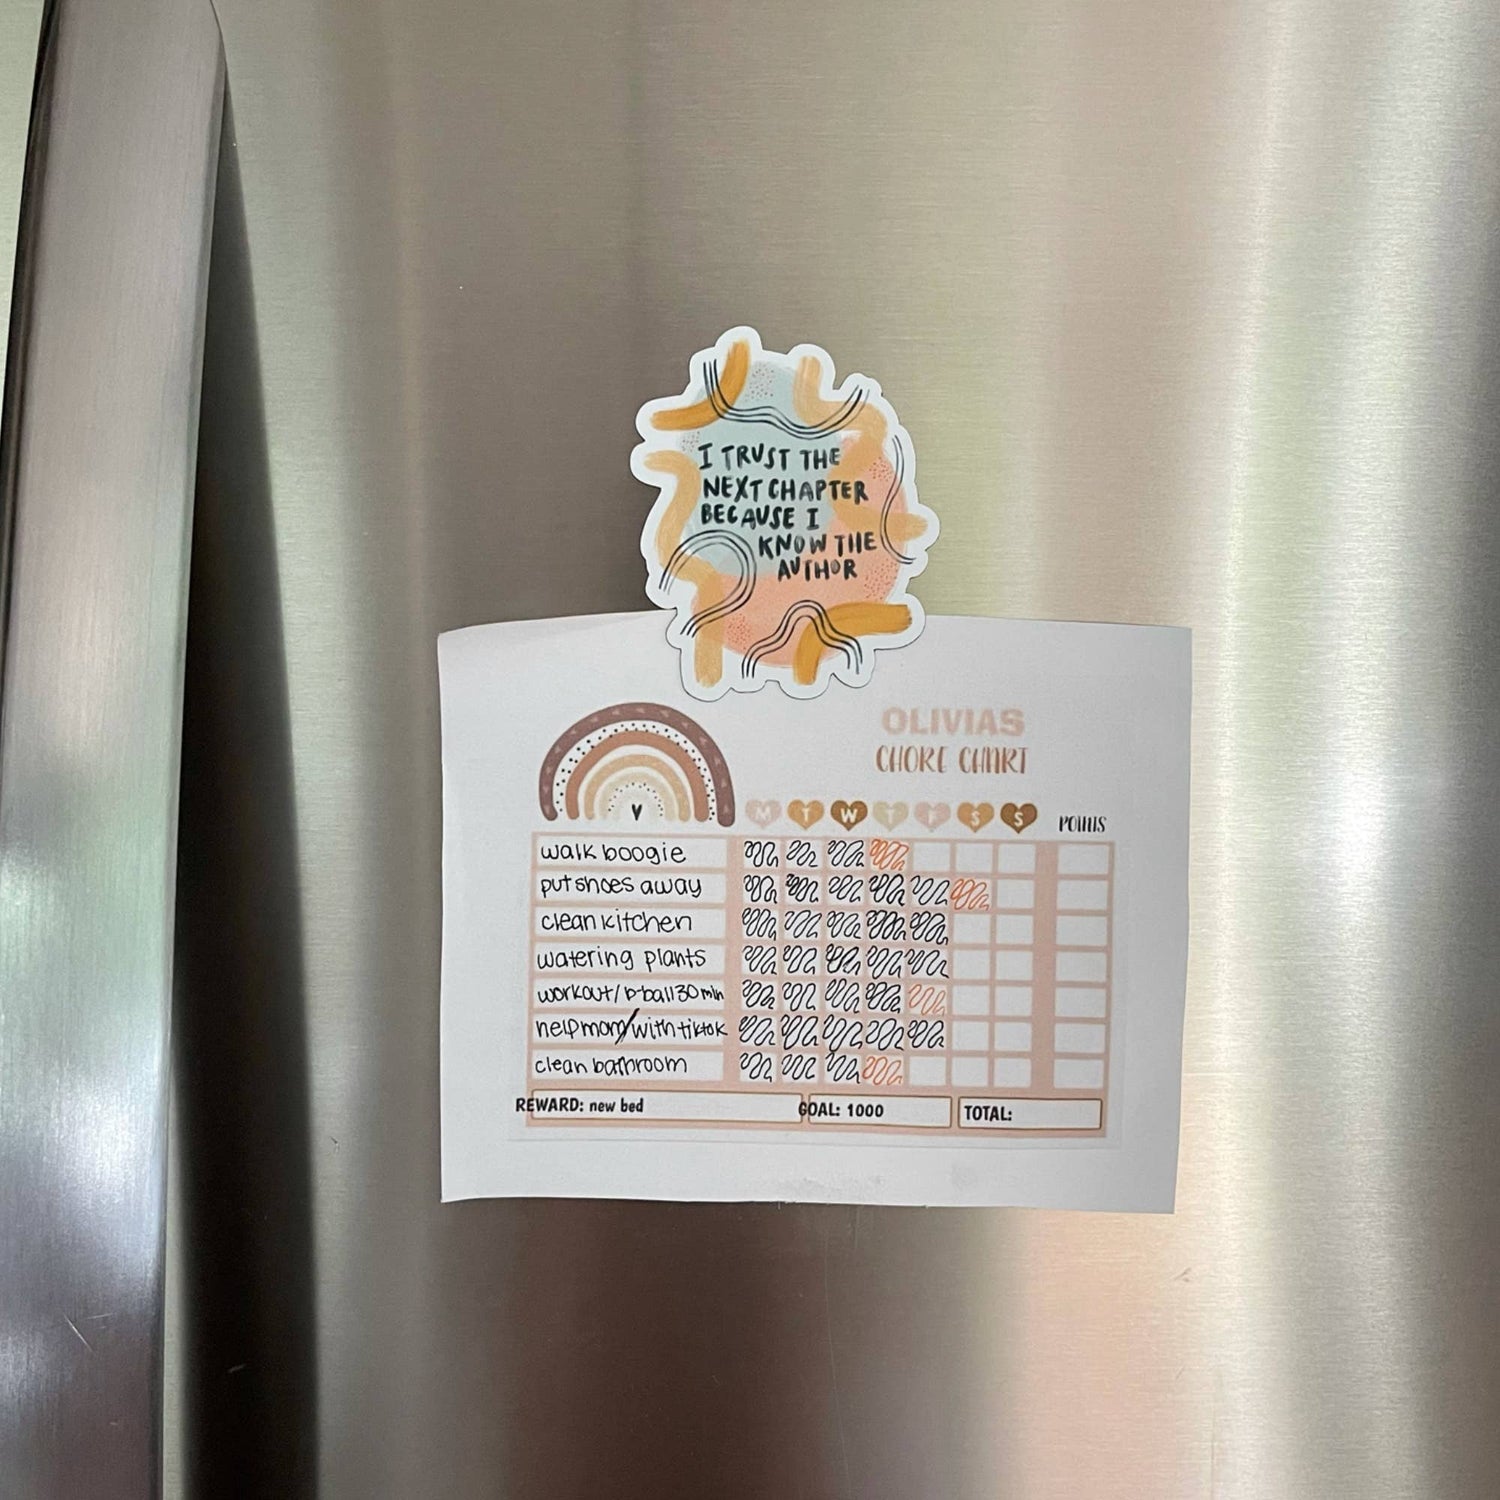 I TRUST THE
NEXT CHAPTER
BECAUSE I
KNOW THE
AUTHOR
OLIVIAS
CHORE CHART
M T W T F S S POINTS
walk boogie
put shoes away
clean kitchen
watering plants
workout/b-ball 30 min
help mom/with tiktok
clean bathroom
REWARD: new bed GOAL: 1000 TOTAL: